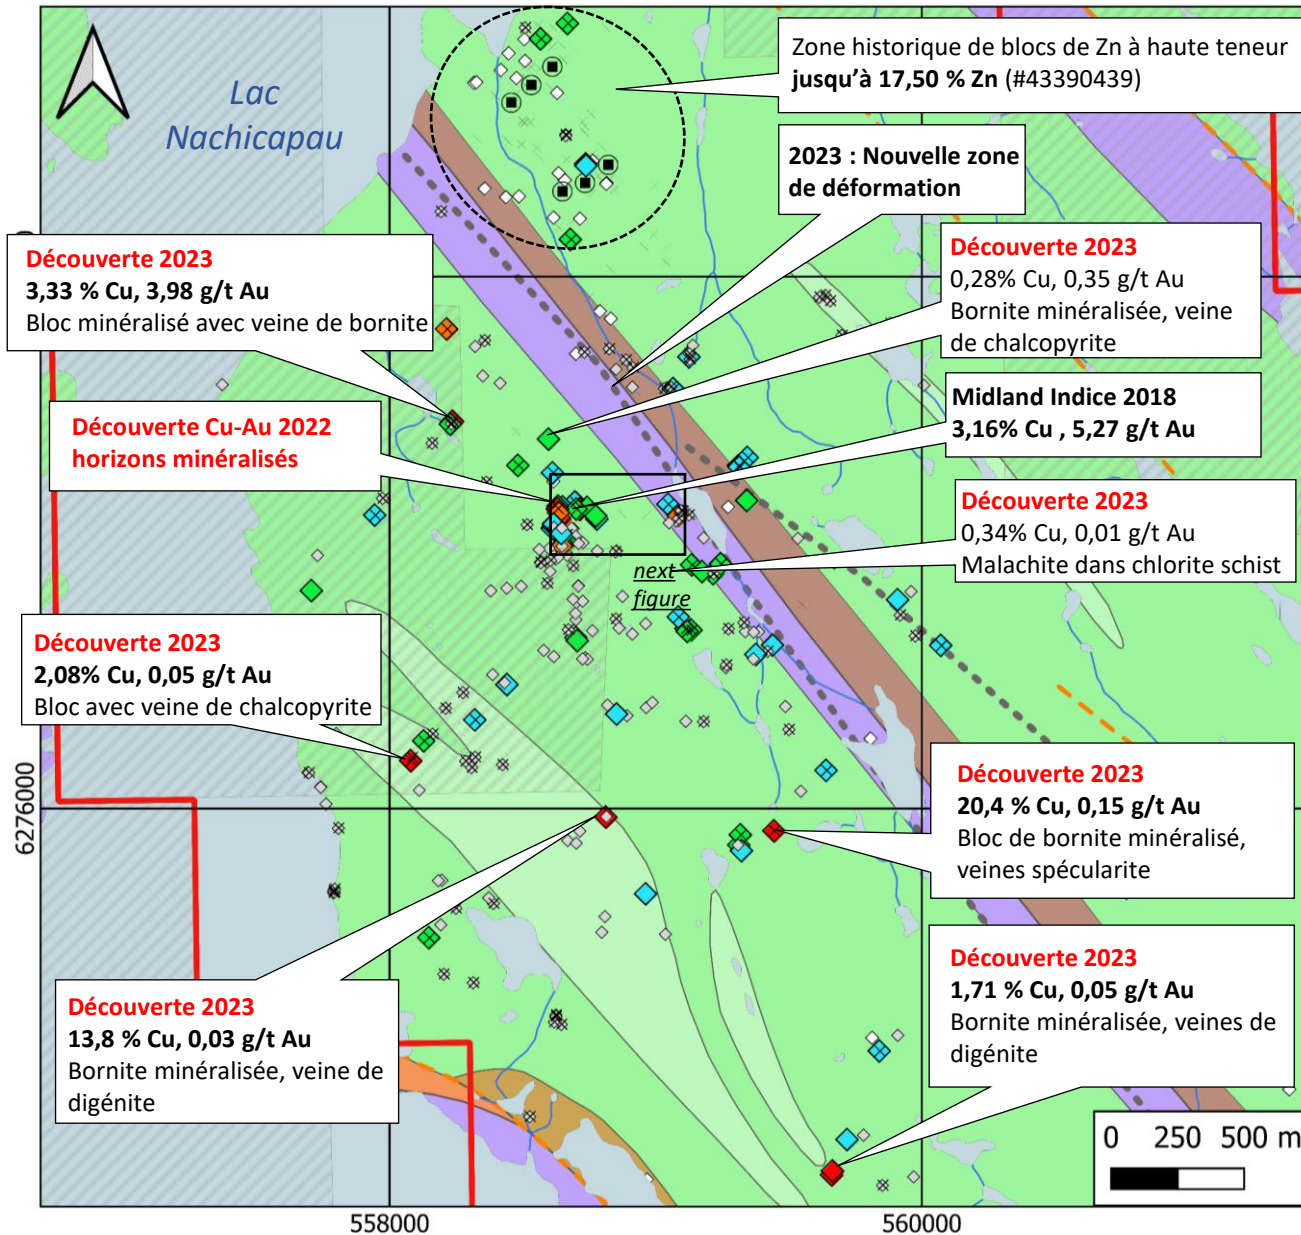 Lac
Nachicapau
Zone historique de blocs de Zn à haute teneur
jusqu'à 17,50 % Zn (#43390439)
2023 : Nouvelle zone
de déformation
Découverte 2023
3,33 % Cu, 3,98 g/t Au
Bloc minéralisé avec veine de bornite
Découverte 2023
0,28% Cu, 0,35 g/t Au
Bornite minéralisée, veine
de chalcopyrite
Découverte Cu-Au 2022
horizons minéralisés
Midland Indice 2018
3,16% Cu , 5,27 g/t Au
Découverte 2023
0,34% Cu, 0,01 g/t Au
Malachite dans chlorite schist
next
figure
Découverte 2023
2,08% Cu, 0,05 g/t Au
Bloc avec veine de chalcopyrite
Découverte 2023
20,4 % Cu, 0,15 g/t Au
Bloc de bornite minéralisé,
veines spécularite
6276000
Découverte 2023
13,8 % Cu, 0,03 g/t Au
Bornite minéralisée, veine de
digénite
Découverte 2023
1,71 % Cu, 0,05 g/t Au
Bornite minéralisée, veines de
digénite
0 250 500 m
558000 560000